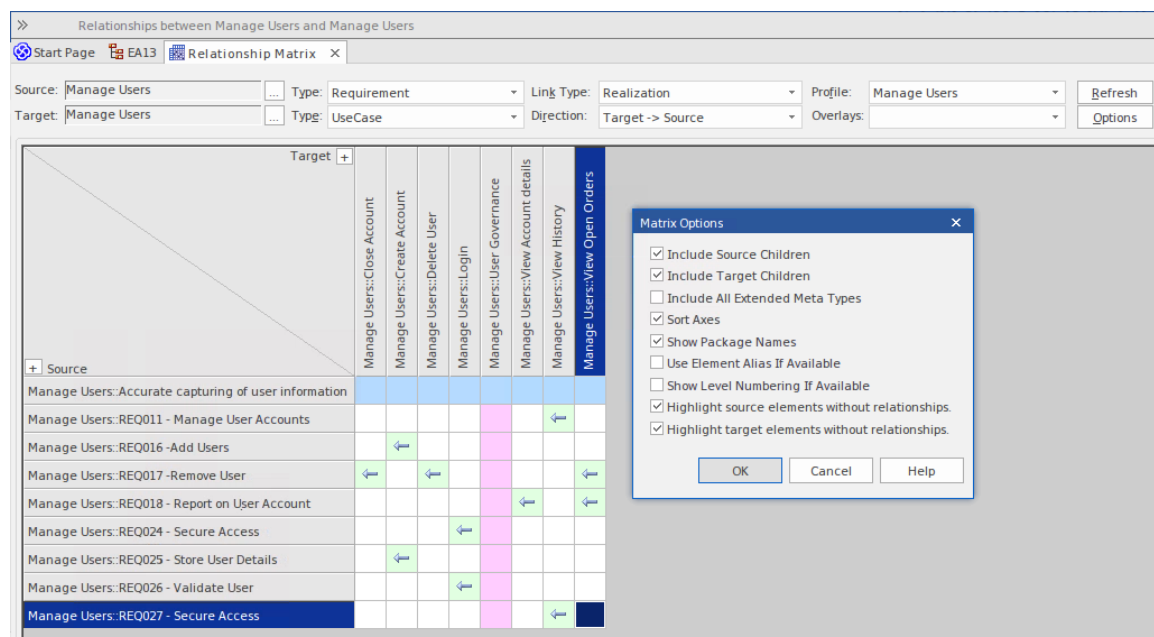 Relationships between Manage Users and Manage Users
Start Page EA13 Relationship Matrix X
Source: Manage Users ... Type: Requirement Link Type: Realization Profile: Manage Users Refresh
Target: Manage Users ... Type: UseCase Direction: Target -> Source Overlays: Options
Target +
Manage Users::Close Account
Manage Users::Create Account
Manage Users::Delete User
Manage Users::Login
Manage Users::User Governance
Manage Users::View Account details
Manage Users::View History
Manage Users::View Open Orders
+ Source
Manage Users::Accurate capturing of user information
Manage Users::REQ011 - Manage User Accounts
Manage Users::REQ016 -Add Users
Manage Users::REQ017 -Remove User
Manage Users::REQ018 - Report on User Account
Manage Users::REQ024 - Secure Access
Manage Users::REQ025 - Store User Details
Manage Users::REQ026 - Validate User
Manage Users::REQ027 - Secure Access
Matrix Options
Include Source Children
Include Target Children
Include All Extended Meta Types
Sort Axes
Show Package Names
Use Element Alias If Available
Show Level Numbering If Available
Highlight source elements without relationships.
Highlight target elements without relationships.
OK Cancel Help